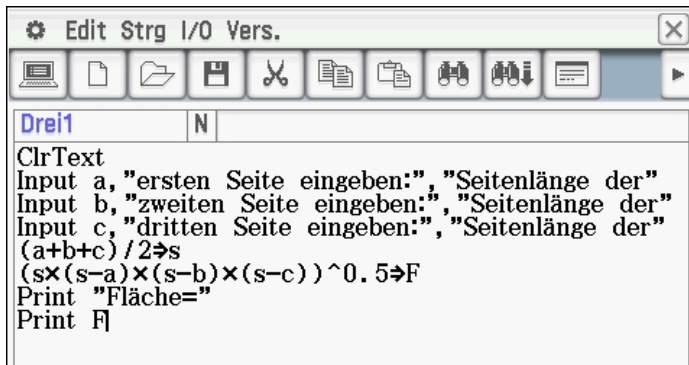 Edit Strg I/O Vers.
Drei1 N
ClrText
Input a,"ersten Seite eingeben:","Seitenlänge der"
Input b,"zweiten Seite eingeben:","Seitenlänge der"
Input c,"dritten Seite eingeben:","Seitenlänge der"
(a+b+c)/2⇒s
(s×(s−a)×(s−b)×(s−c))^0.5⇒F
Print "Fläche="
Print F